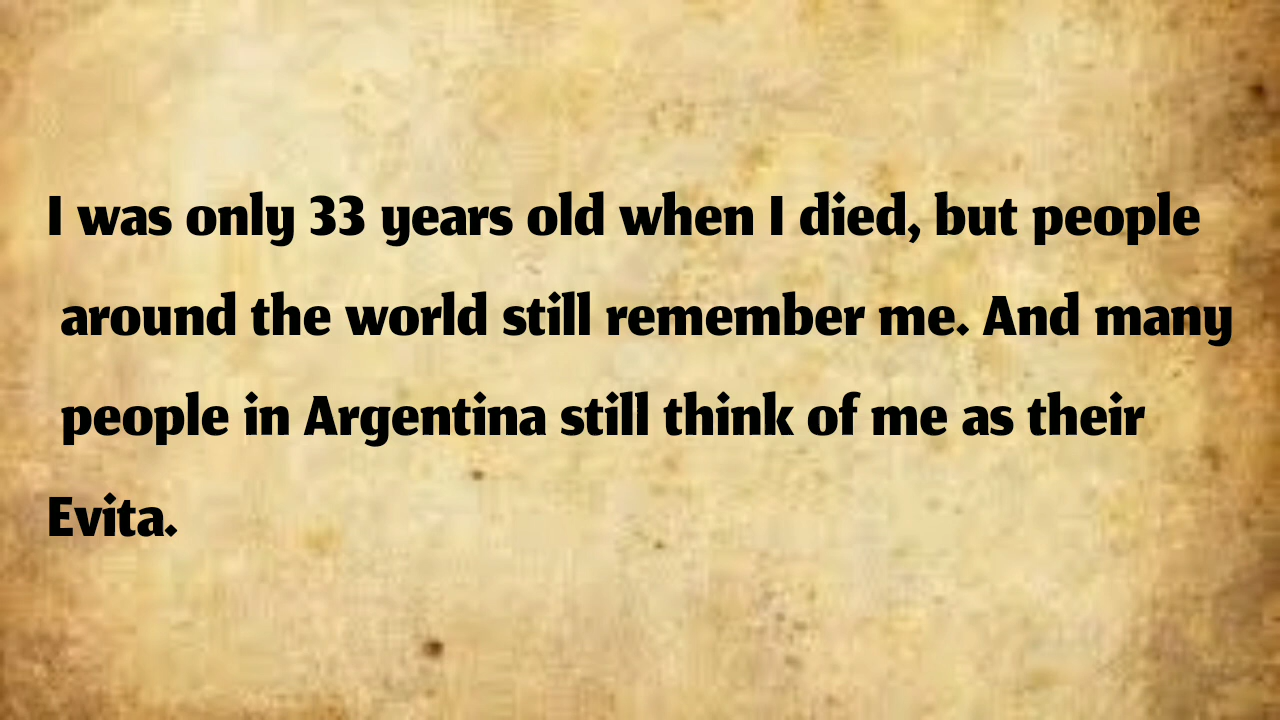 I was only 33 years old when I died, but people
around the world still remember me. And many
people in Argentina still think of me as their
Evita.